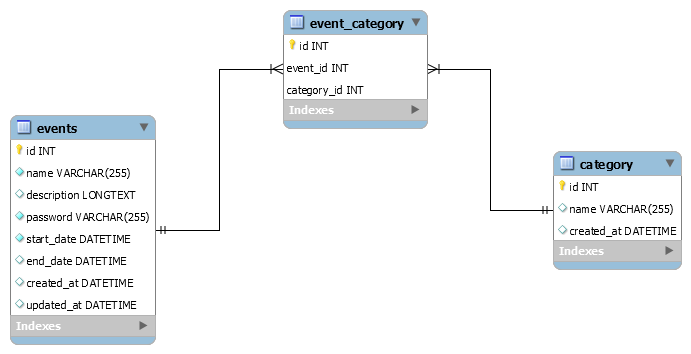 event_category
id INT
event_id INT
category_id INT
Indexes
events
id INT
name VARCHAR(255)
description LONGTEXT
password VARCHAR(255)
start_date DATETIME
end_date DATETIME
created_at DATETIME
updated_at DATETIME
Indexes
category
id INT
name VARCHAR(255)
created_at DATETIME
Indexes